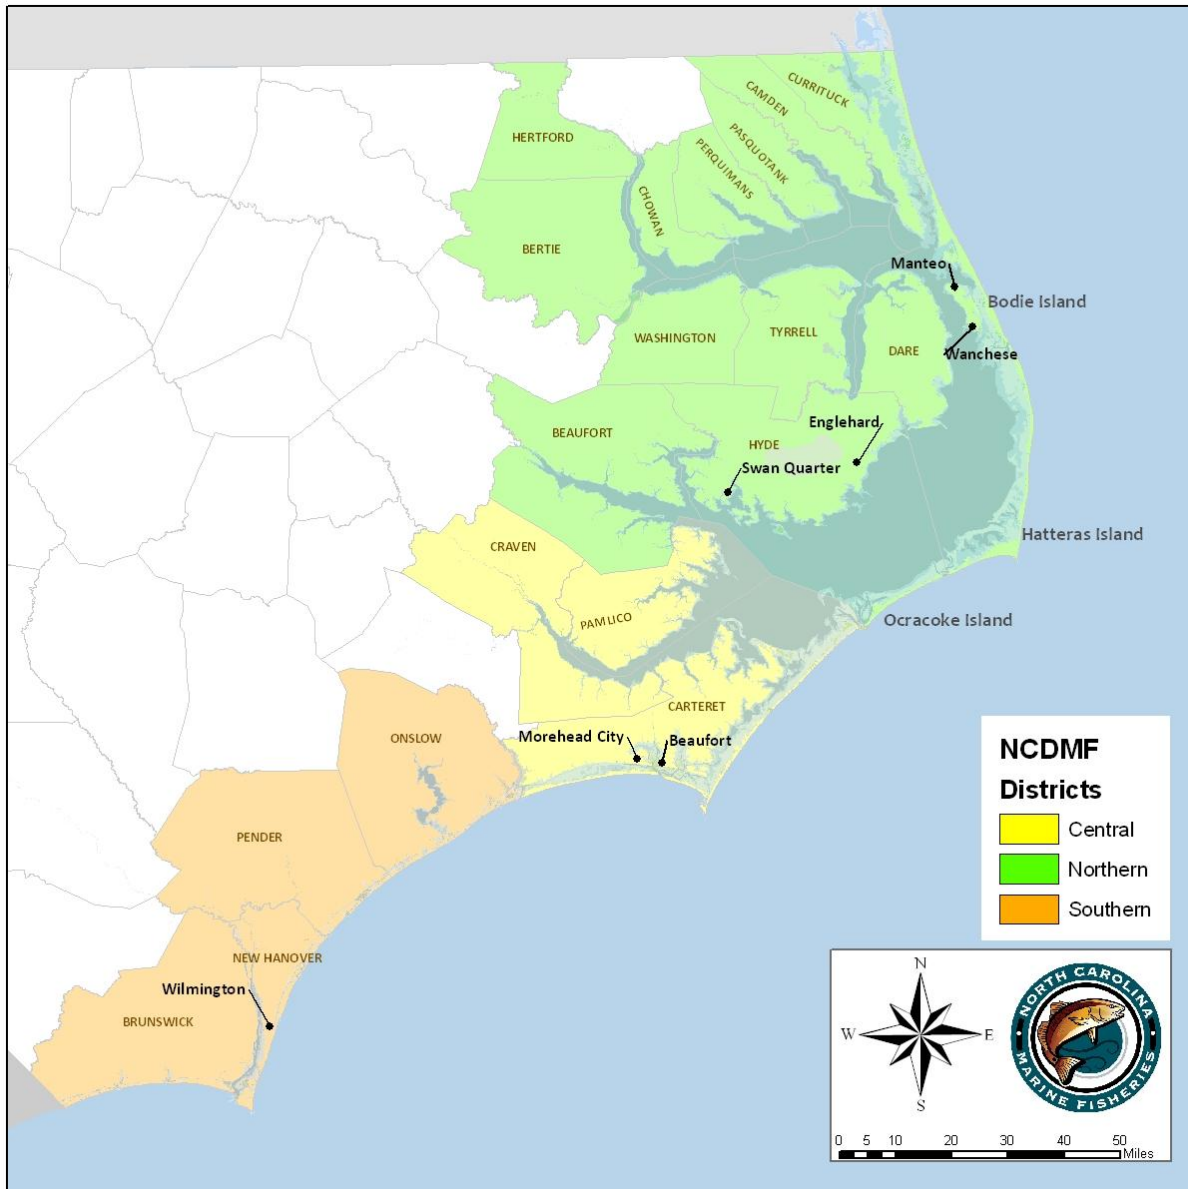 CURRITUCK
CAMDEN
PASQUOTANK
PERQUIMANS
HERTFORD
CHOWAN
BERTIE
Manteo
Bodie Island
WASHINGTON
TYRRELL
DARE
Wanchese
BEAUFORT
HYDE
Englehard
Swan Quarter
Hatteras Island
CRAVEN
PAMLICO
Ocracoke Island
CARTERET
ONSLOW
Morehead City
Beaufort
PENDER
NEW HANOVER
Wilmington
BRUNSWICK
NCDMF
Districts
Central
Northern
Southern
N
W
E
S
NORTH CAROLINA
MARINE FISHERIES
0 5 10 20 30 40 50
Miles